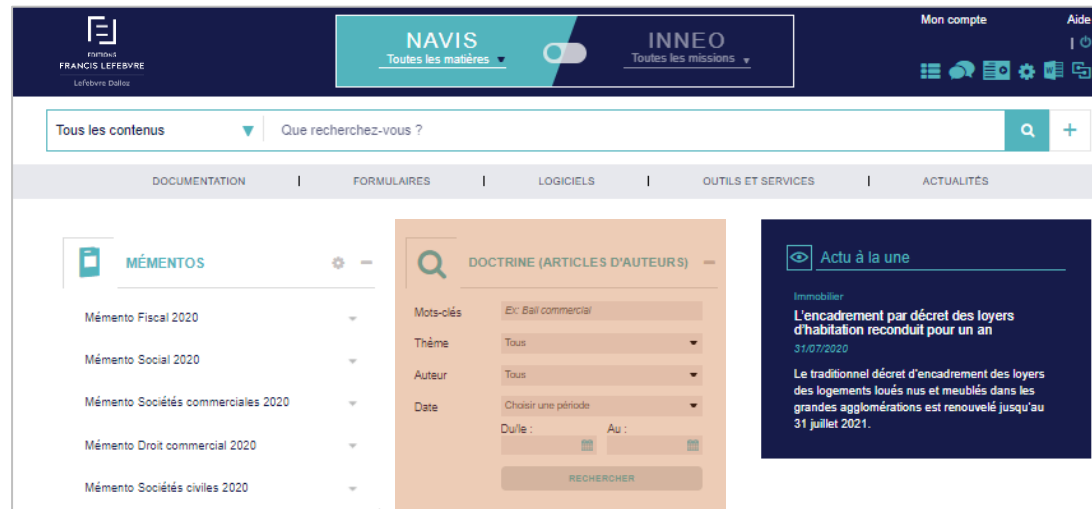 EDITIONS
FRANCIS LEFEBVRE
Lefebvre Dalloz
NAVIS
Toutes les matières
INNEO
Toutes les missions
Mon compte
Aide
Tous les contenus
Que recherchez-vous ?
DOCUMENTATION | FORMULAIRES | LOGICIELS | OUTILS ET SERVICES | ACTUALITÉS
MÉMENTOS
Mémento Fiscal 2020
Mémento Social 2020
Mémento Sociétés commerciales 2020
Mémento Droit commercial 2020
Mémento Sociétés civiles 2020
DOCTRINE (ARTICLES D'AUTEURS)
Mots-clés
Ex: Bail commercial
Thème
Tous
Auteur
Tous
Date
Choisir une période
Du/le :
Au :
RECHERCHER
Actu à la une
Immobilier
L'encadrement par décret des loyers
d'habitation reconduit pour un an
31/07/2020
Le traditionnel décret d'encadrement des loyers
des logements loués nus et meublés dans les
grandes agglomérations est renouvelé jusqu'au
31 juillet 2021.